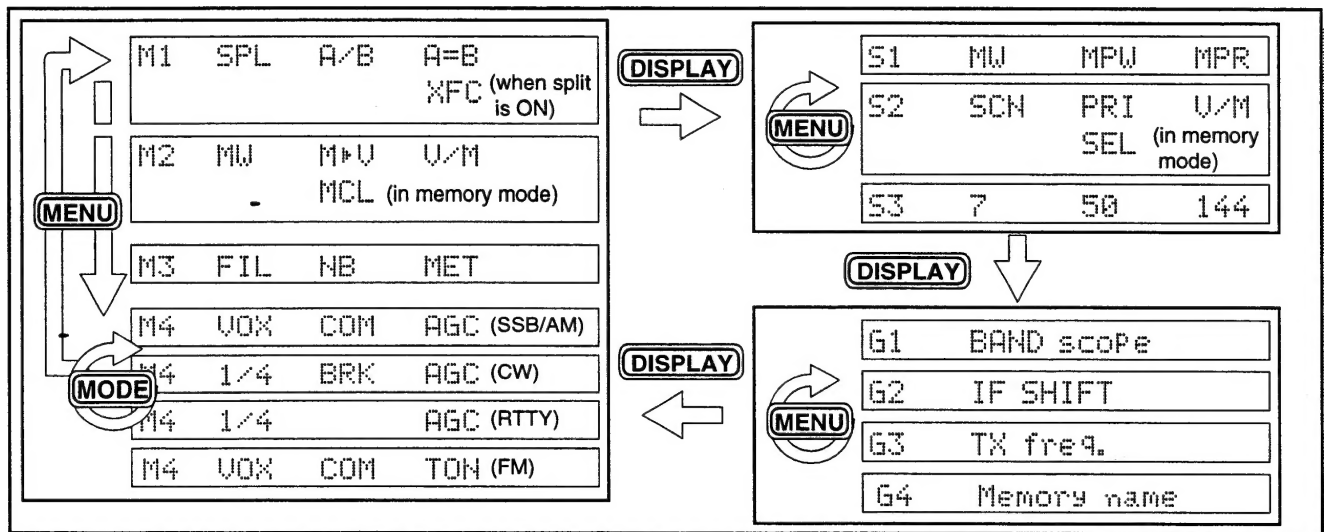 M1 SPL A/B A=B
XFC (when split
is ON)
M2 MW M▸V V/M
MCL (in memory mode)
MENU
M3 FIL NB MET
M4 VOX COM AGC (SSB/AM)
M4 1/4 BRK AGC (CW)
MODE
M4 1/4 AGC (RTTY)
M4 VOX COM TON (FM)
DISPLAY
S1 MW MPW MPR
MENU
S2 SCN PRI V/M
SEL (in memory
mode)
S3 7 50 144
DISPLAY
G1 BAND scope
G2 IF SHIFT
MENU
G3 TX freq.
G4 Memory name
DISPLAY